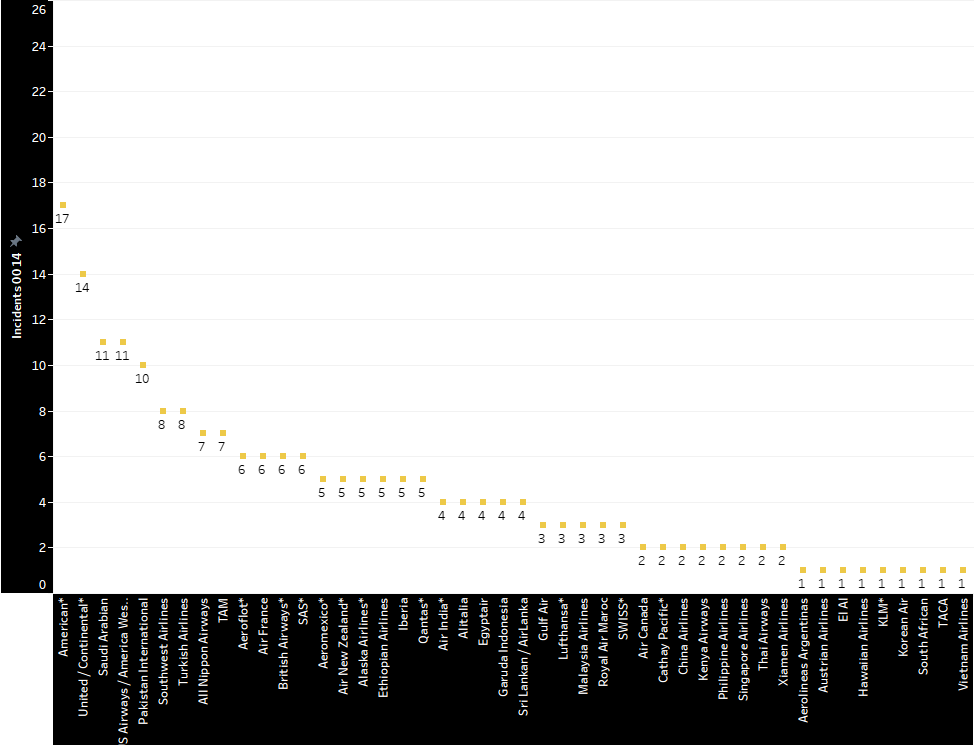 26
24
22
20
18
16
14
12
10
8
6
4
2
0
Incidents 00 14
17
14
11
11
10
8
8
7
7
6
6
6
6
5
5
5
5
5
5
4
4
4
4
4
3
3
3
3
3
2
2
2
2
2
2
2
2
1
1
1
1
1
1
1
1
1
American*
United / Continental*
Saudi Arabian
US Airways / America Wes..
Pakistan International
Southwest Airlines
Turkish Airlines
All Nippon Airways
TAM
Aeroflot*
Air France
British Airways*
SAS*
Aeromexico*
Air New Zealand*
Alaska Airlines*
Ethiopian Airlines
Iberia
Qantas*
Air India*
Alitalia
Egyptair
Garuda Indonesia
Sri Lankan / AirLanka
Gulf Air
Lufthansa*
Malaysia Airlines
Royal Air Maroc
SWISS*
Air Canada
Cathay Pacific*
China Airlines
Kenya Airways
Philippine Airlines
Singapore Airlines
Thai Airways
Xiamen Airlines
Aerolineas Argentinas
Austrian Airlines
El Al
Hawaiian Airlines
KLM*
Korean Air
South African
TACA
Vietnam Airlines